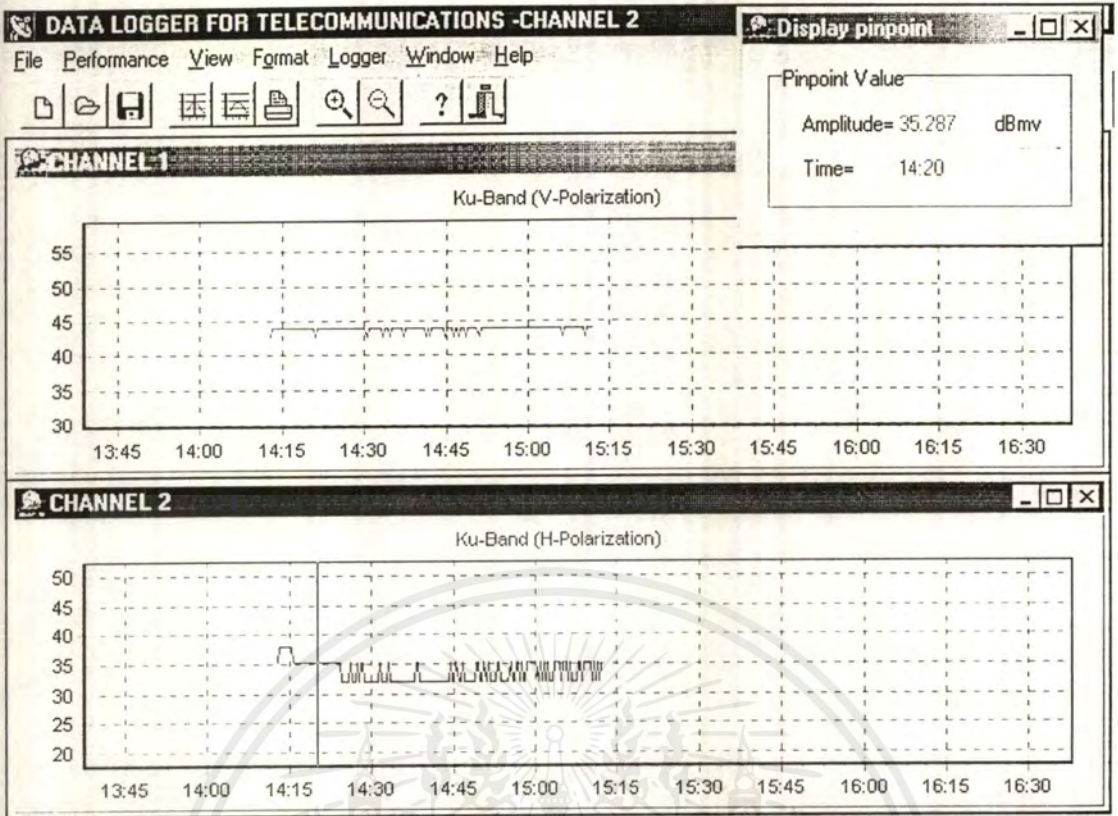 DATA LOGGER FOR TELECOMMUNICATIONS -CHANNEL 2
File Performance View Format Logger Window Help
?
Display pinpoint
Pinpoint Value
Amplitude= 35.287 dBmv
Time= 14:20
CHANNEL 1
Ku-Band (V-Polarization)
55
50
45
40
35
30
13:45 14:00 14:15 14:30 14:45 15:00 15:15 15:30 15:45 16:00 16:15 16:30
CHANNEL 2
Ku-Band (H-Polarization)
50
45
40
35
30
25
20
13:45 14:00 14:15 14:30 14:45 15:00 15:15 15:30 15:45 16:00 16:15 16:30